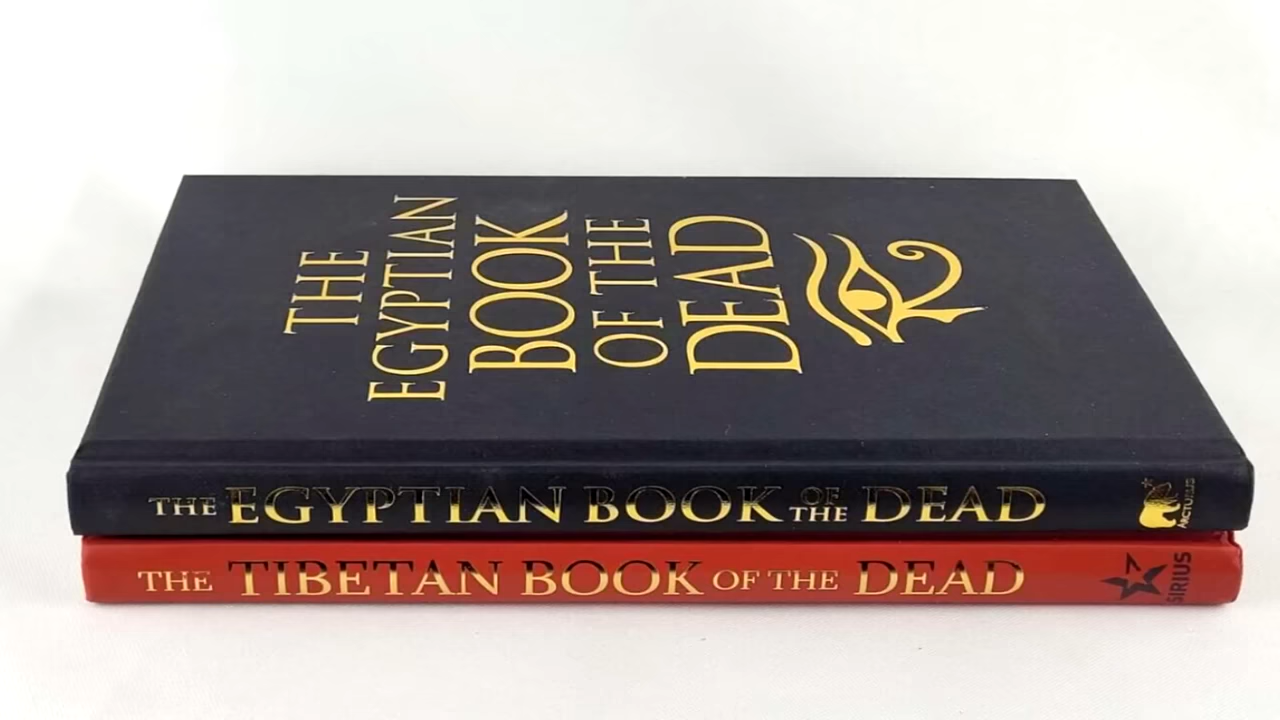 THE
EGYPTIAN
BOOK
OF THE
DEAD
THE EGYPTIAN BOOK OF THE DEAD ARCTURUS
THE TIBETAN BOOK OF THE DEAD SIRIUS